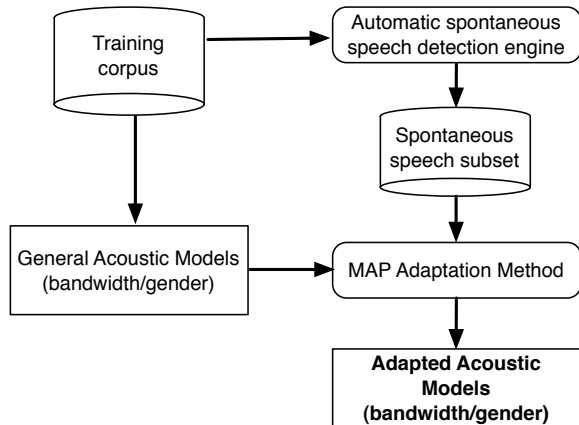 Training
corpus
Automatic spontaneous
speech detection engine
Spontaneous
speech subset
General Acoustic Models
(bandwidth/gender)
MAP Adaptation Method
Adapted Acoustic
Models
(bandwidth/gender)